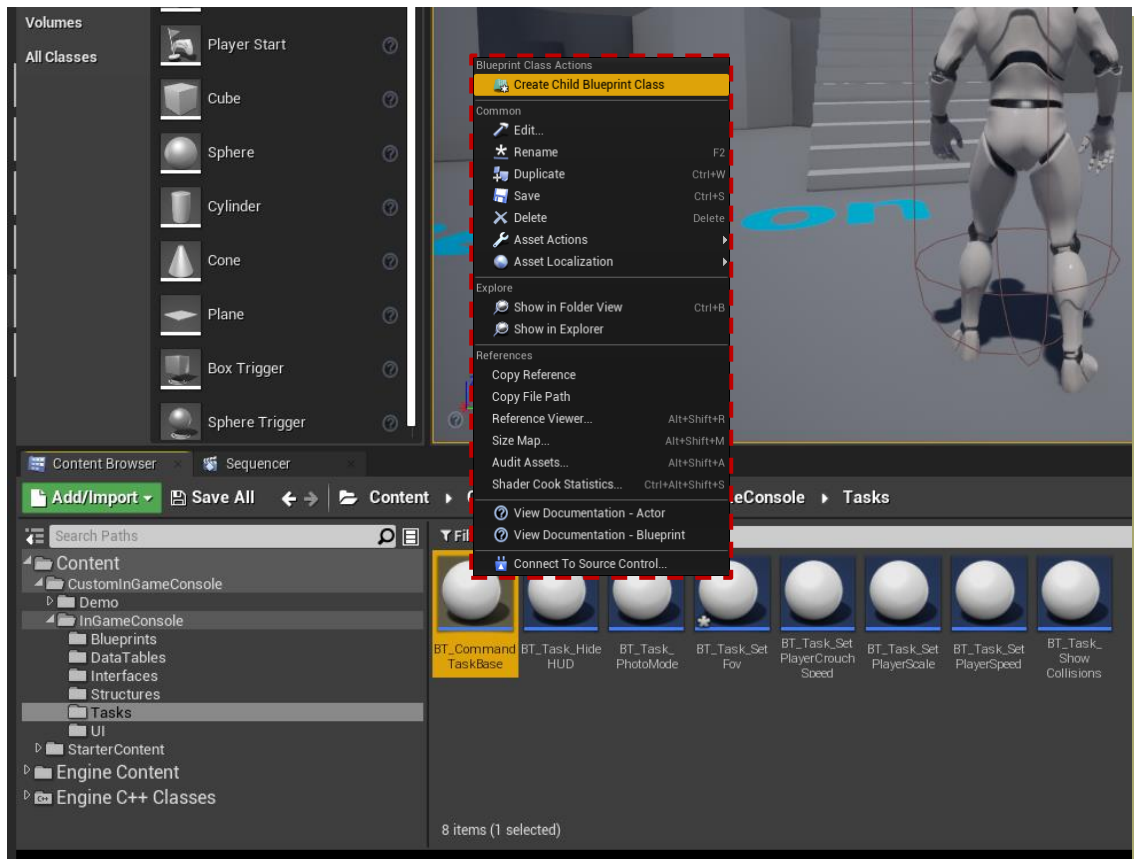 Volumes
All Classes
Player Start
Cube
Sphere
Cylinder
Cone
Plane
Box Trigger
Sphere Trigger
Blueprint Class Actions
Create Child Blueprint Class
Common
Edit...
Rename F2
Duplicate Ctrl+W
Save Ctrl+S
Delete Delete
Asset Actions
Asset Localization
Explore
Show in Folder View Ctrl+B
Show in Explorer
References
Copy Reference
Copy File Path
Reference Viewer... Alt+Shift+R
Size Map... Alt+Shift+M
Audit Assets... Alt+Shift+A
Shader Cook Statistics... Ctrl+Alt+Shift+S
View Documentation - Actor
View Documentation - Blueprint
Connect To Source Control...
Content Browser
Sequencer
Add/Import
Save All
Content
eConsole
Tasks
Search Paths
Fil
Content
CustomInGameConsole
Demo
InGameConsole
Blueprints
DataTables
Interfaces
Structures
Tasks
UI
StarterContent
Engine Content
Engine C++ Classes
BT_Command
TaskBase
BT_Task_Hide
HUD
BT_Task_
PhotoMode
BT_Task_Set
Fov
BT_Task_Set
PlayerCrouch
Speed
BT_Task_Set
PlayerScale
BT_Task_Set
PlayerSpeed
BT_Task_
Show
Collisions
8 items (1 selected)